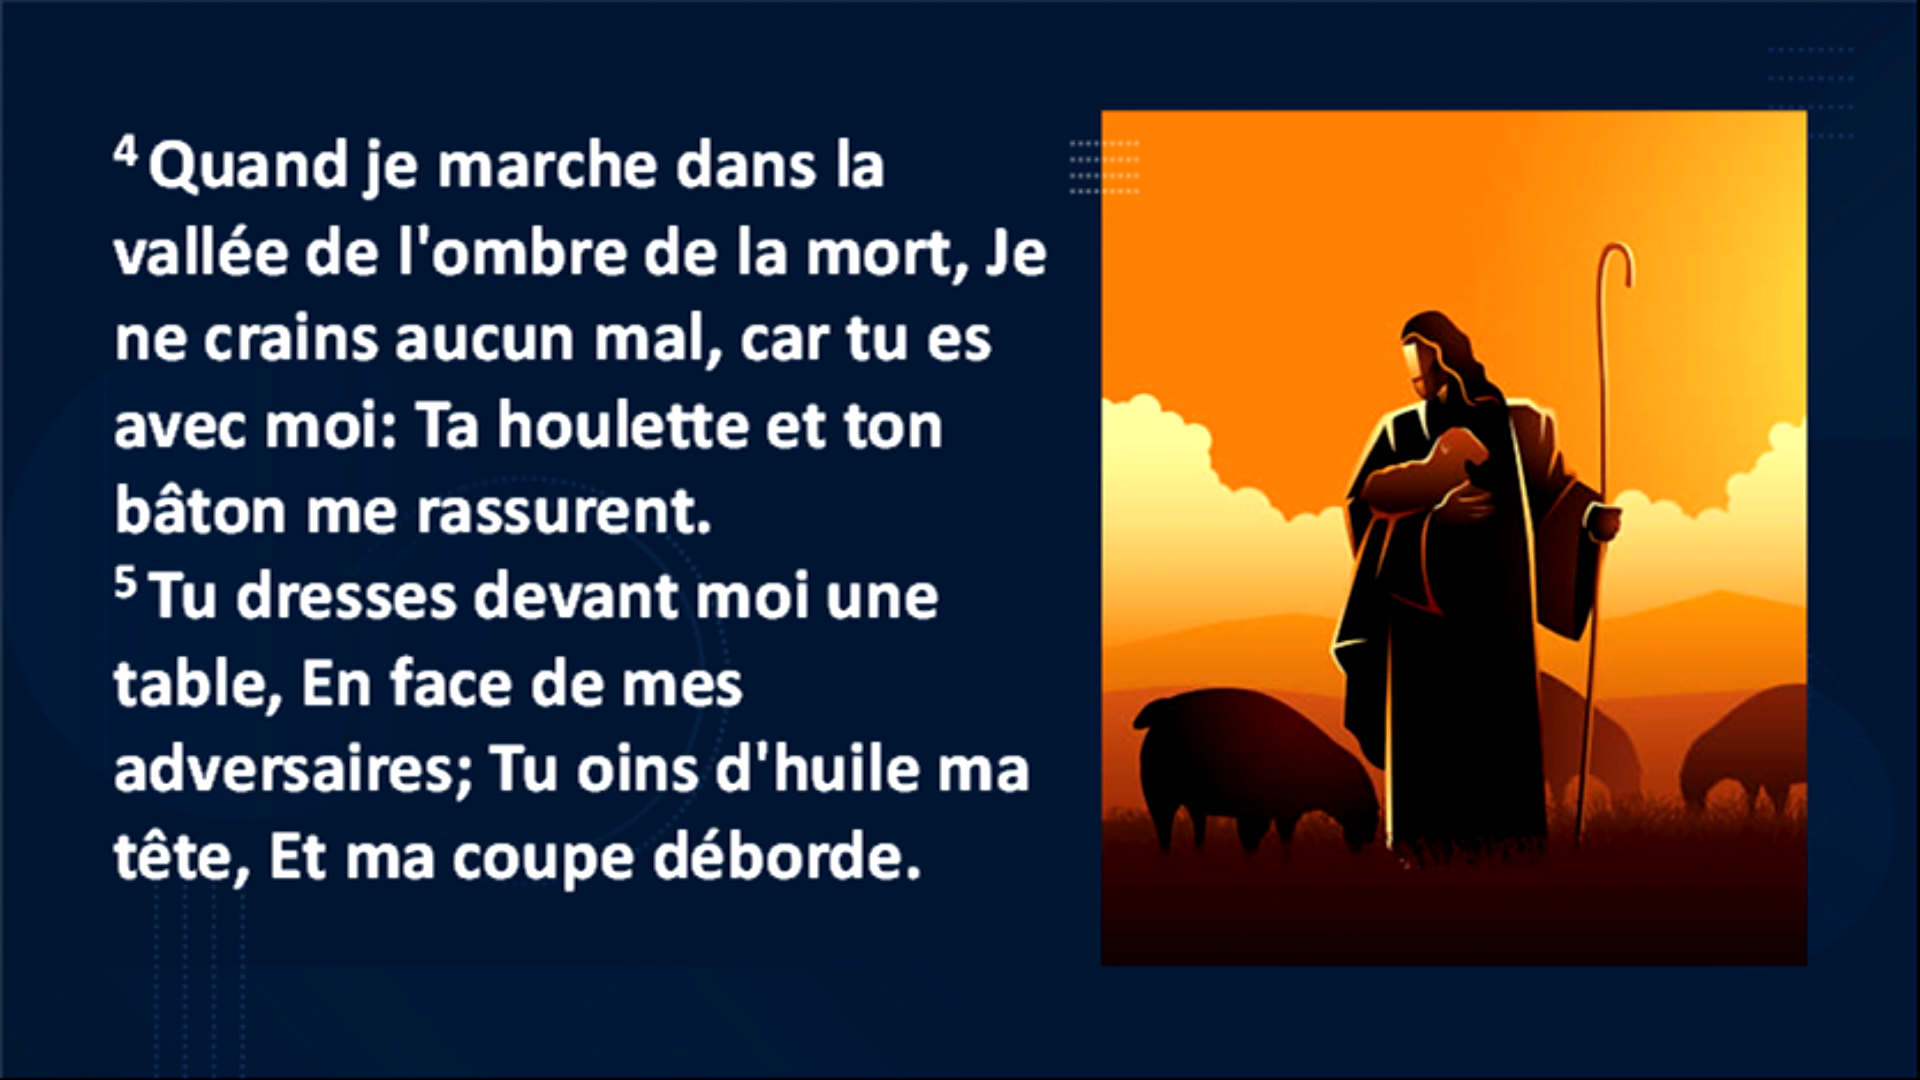 4 Quand je marche dans la
vallée de l'ombre de la mort, Je
ne crains aucun mal, car tu es
avec moi: Ta houlette et ton
bâton me rassurent.
5 Tu dresses devant moi une
table, En face de mes
adversaires; Tu oins d'huile ma
tête, Et ma coupe déborde.